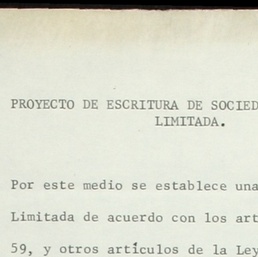 PROYECTO DE ESCRITURA DE SOCIED
LIMITADA.
Por este medio se establece una
Limitada de acuerdo con los art
59, y otros artículos de la Ley